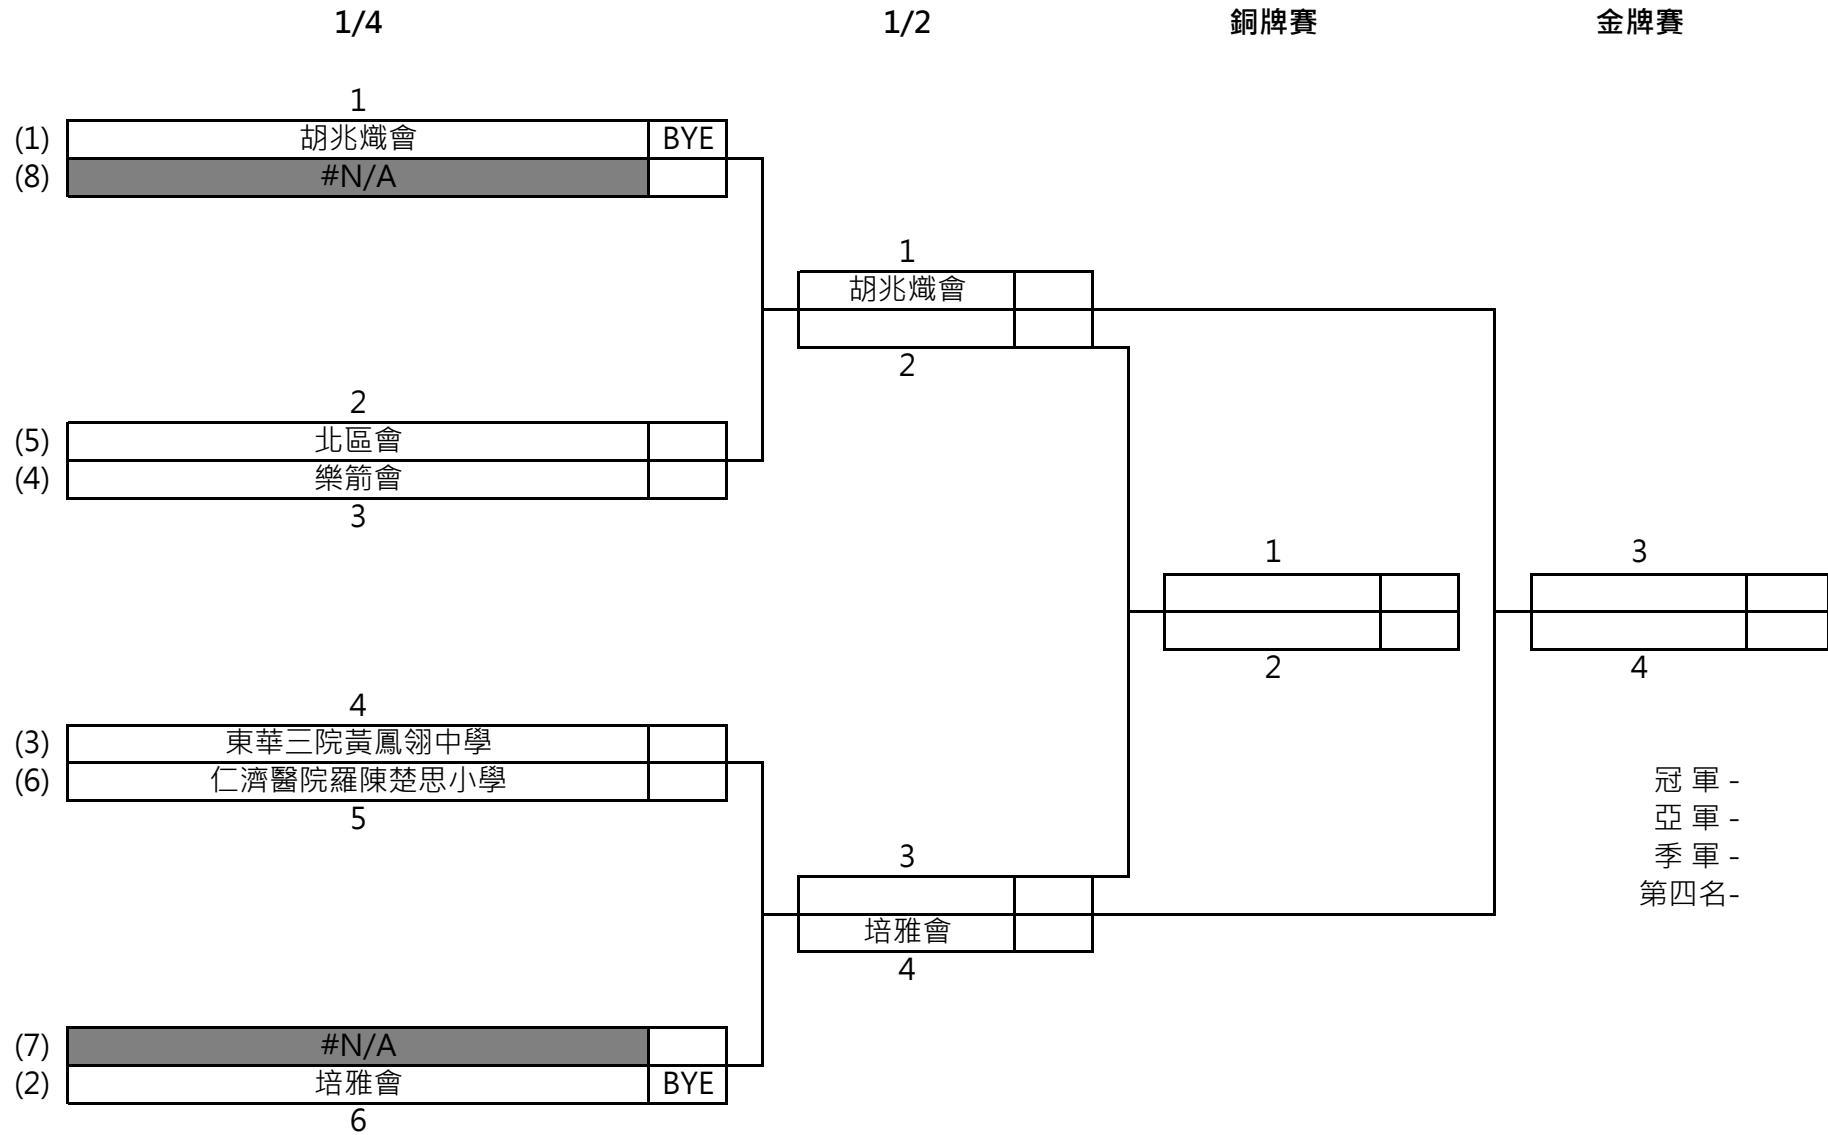 1/4 1/2 銅牌賽 金牌賽
1
(1) 胡兆熾會 BYE
(8) #N/A
1
胡兆熾會
2
2
(5) 北區會
(4) 樂箭會
3
1 3
2 4
4
(3) 東華三院黃鳳翎中學
(6) 仁濟醫院羅陳楚思小學
5
冠 軍 -
亞 軍 -
季 軍 -
第四名-
3
培雅會
4
(7) #N/A
(2) 培雅會 BYE
6